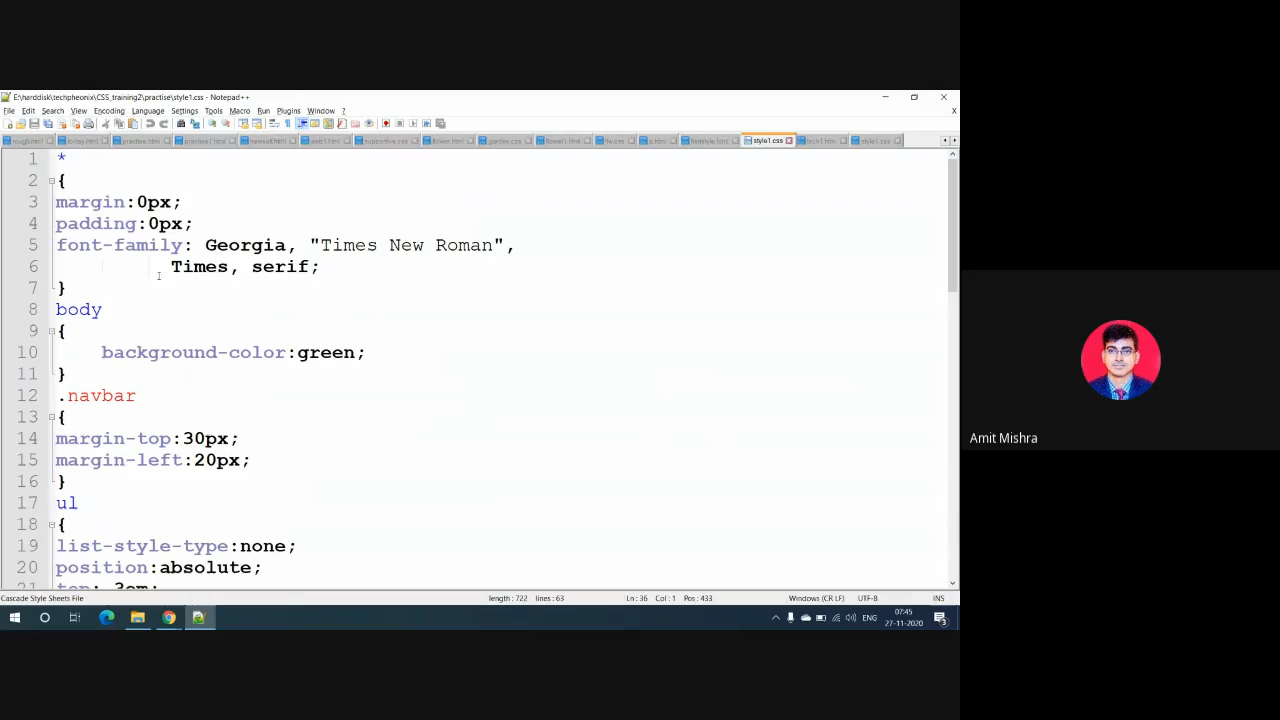 E:\harddisk\techpheonix\CSS_training2\practise\style1.css - Notepad++
File Edit Search View Encoding Language Settings Tools Macro Run Plugins Window ?
style1.css
1 *
2 {
3 margin:0px;
4 padding:0px;
5 font-family: Georgia, "Times New Roman",
6 Times, serif;
7 }
8 body
9 {
10 background-color:green;
11 }
12 .navbar
13 {
14 margin-top:30px;
15 margin-left:20px;
16 }
17 ul
18 {
19 list-style-type:none;
20 position:absolute;
Cascade Style Sheets File length : 722 lines : 63 Ln : 36 Col : 1 Pos : 433 Windows (CR LF) UTF-8 INS
ENG
07:45
27-11-2020
Amit Mishra